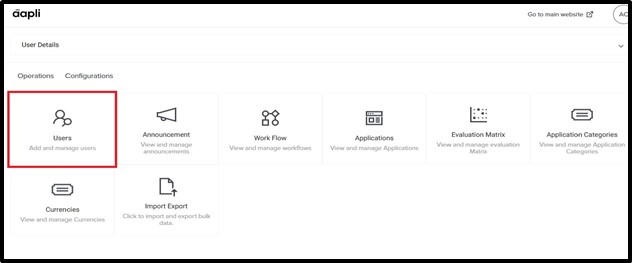 aapli
Go to main website
AC
User Details
Operations Configurations
Users
Add and manage users
Announcement
View and manage
announcements
Work Flow
View and manage workflows
Applications
View and manage Applications
Evaluation Matrix
View and manage evaluation
Matrix
Application Categories
View and manage Application
Categories
Currencies
View and manage Currencies
Import Export
Click to import and export bulk
data.